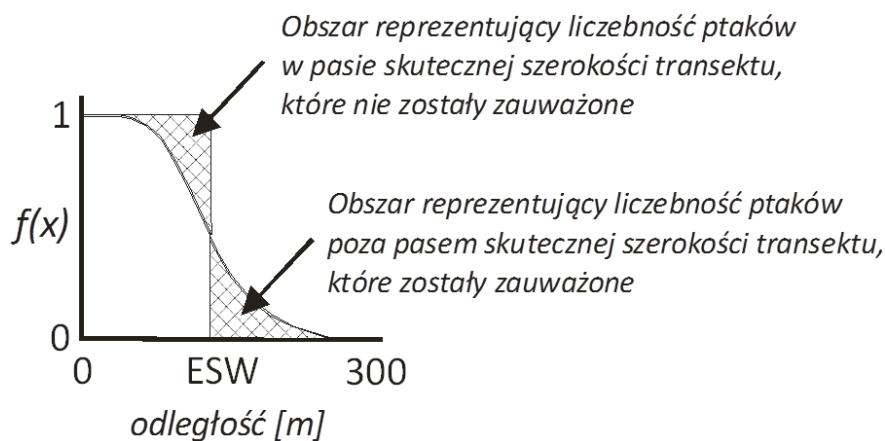 Obszar reprezentujący liczebność ptaków
w pasie skutecznej szerokości transektu,
które nie zostały zauważone
1
f(x)
Obszar reprezentujący liczebność ptaków
poza pasem skutecznej szerokości transektu,
które zostały zauważone
0
0 ESW 300
odległość [m]